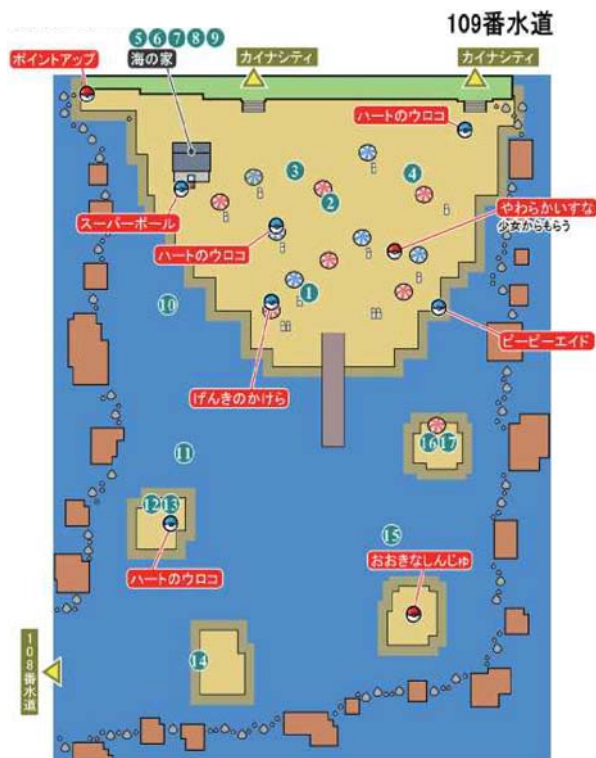 109番水道
5 6 7 8 9
ポイントアップ
海の家
カイナシティ
カイナシティ
ハートのウロコ
3
4
2
スーパーボール
やわらかいすな
少女からもらう
ハートのウロコ
1
10
ピーピーエイド
げんきのかけら
16 17
11
12 13
15
ハートのウロコ
おおきなしんじゅ
14
108番水道